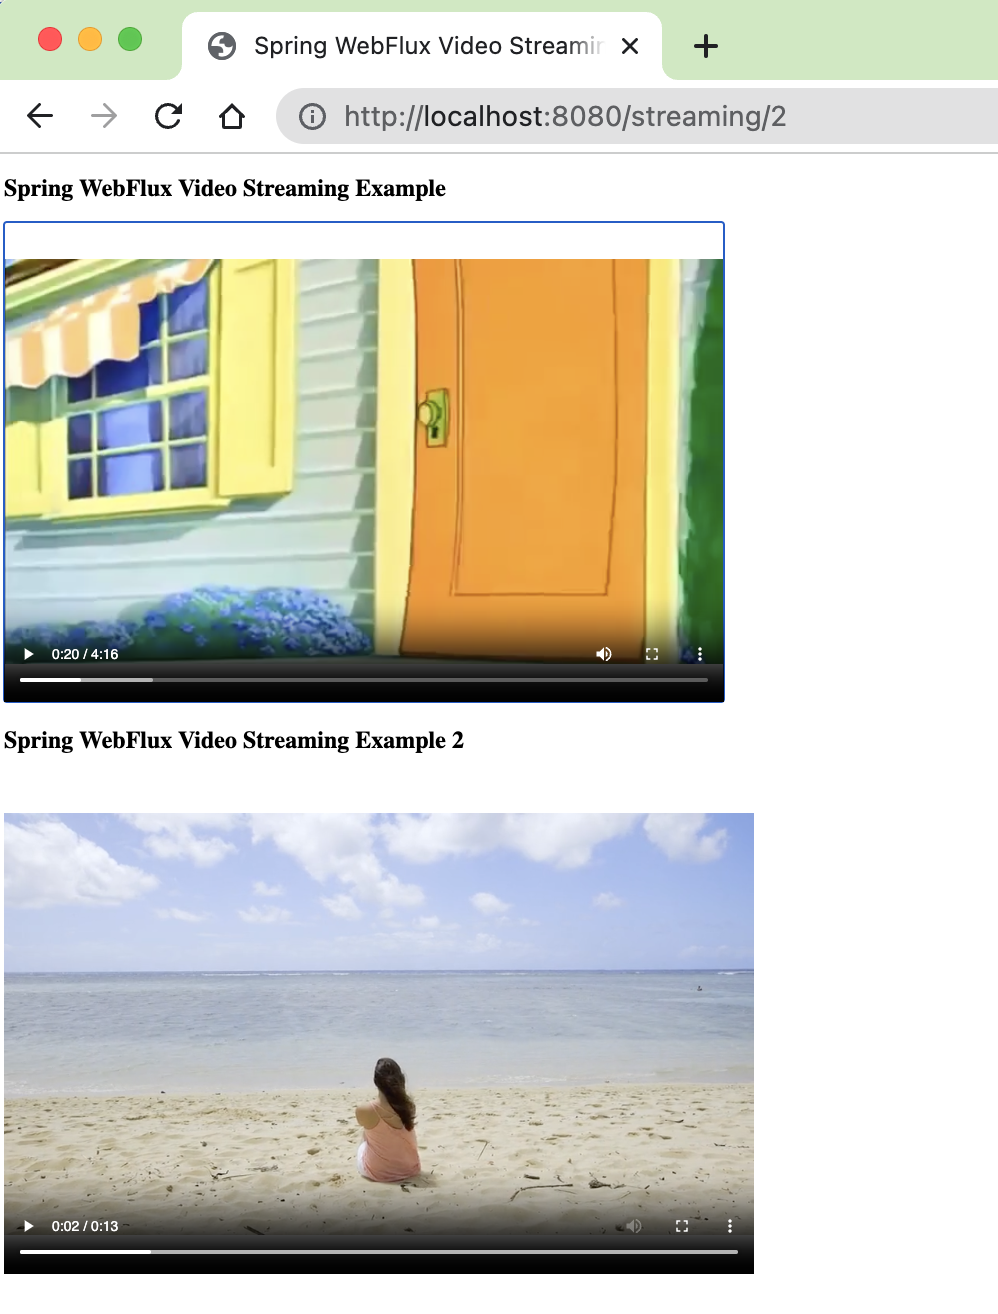 Spring WebFlux Video Streamin
http://localhost:8080/streaming/2
Spring WebFlux Video Streaming Example
0:20 / 4:16
Spring WebFlux Video Streaming Example 2
0:02 / 0:13